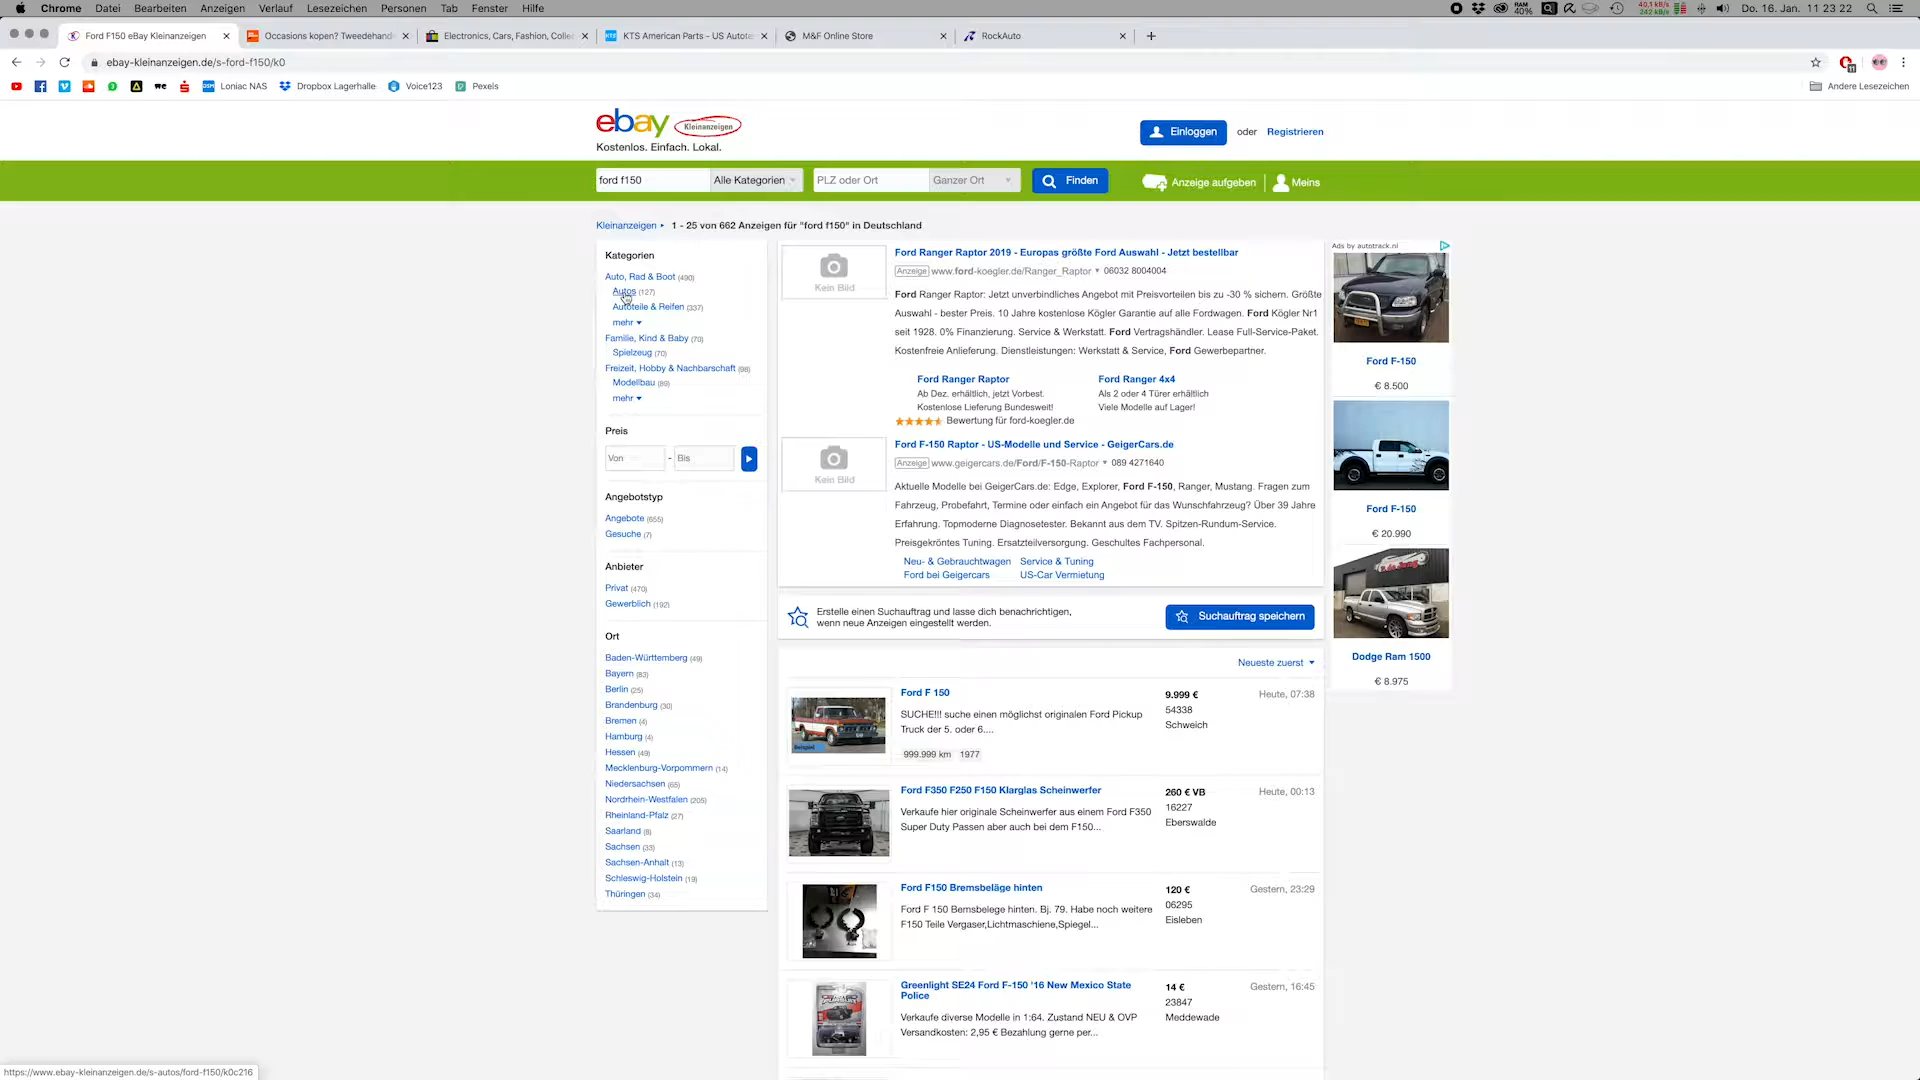 Chrome Datei Bearbeiten Anzeigen Verlauf Lesezeichen Personen Tab Fenster Hilfe
RAM 40%
40,1 kB/s
242 kB/s
Do. 16. Jan. 11 23 22
Ford F150 eBay Kleinanzeigen
Occasions kopen? Tweedehands
Electronics, Cars, Fashion, Collec
KTS American Parts - US Autote
M&F Online Store
RockAuto
ebay-kleinanzeigen.de/s-ford-f150/k0
11
Loniac NAS
Dropbox Lagerhalle
Voice123
Pexels
Andere Lesezeichen
ebay Kleinanzeigen
Kostenlos. Einfach. Lokal.
Einloggen oder Registrieren
ford f150 Alle Kategorien PLZ oder Ort Ganzer Ort Finden
Anzeige aufgeben Meins
Kleinanzeigen 1 - 25 von 662 Anzeigen für "ford f150" in Deutschland
Kategorien
Auto, Rad & Boot (490)
Autos (127)
Autoteile & Reifen (337)
mehr
Familie, Kind & Baby (70)
Spielzeug (70)
Freizeit, Hobby & Nachbarschaft (98)
Modellbau (89)
mehr
Preis
Von - Bis
Angebotstyp
Angebote (655)
Gesuche (7)
Anbieter
Privat (470)
Gewerblich (192)
Ort
Baden-Württemberg (49)
Bayern (83)
Berlin (25)
Brandenburg (30)
Bremen (4)
Hamburg (4)
Hessen (49)
Mecklenburg-Vorpommern (14)
Niedersachsen (65)
Nordrhein-Westfalen (205)
Rheinland-Pfalz (27)
Saarland (8)
Sachsen (33)
Sachsen-Anhalt (13)
Schleswig-Holstein (19)
Thüringen (34)
Kein Bild
Ford Ranger Raptor 2019 - Europas größte Ford Auswahl - Jetzt bestellbar
Anzeige www.ford-koegler.de/Ranger_Raptor 06032 8004004
Ford Ranger Raptor: Jetzt unverbindliches Angebot mit Preisvorteilen bis zu -30 % sichern. Größte
Auswahl - bester Preis. 10 Jahre kostenlose Kögler Garantie auf alle Fordwagen. Ford Kögler Nr1
seit 1928. 0% Finanzierung. Service & Werkstatt. Ford Vertragshändler. Lease Full-Service-Paket.
Kostenfreie Anlieferung. Dienstleistungen: Werkstatt & Service, Ford Gewerbepartner.
Ford Ranger Raptor
Ab Dez. erhältlich, jetzt Vorbest.
Kostenlose Lieferung Bundesweit!
Ford Ranger 4x4
Als 2 oder 4 Türer erhältlich
Viele Modelle auf Lager!
Bewertung für ford-koegler.de
Kein Bild
Ford F-150 Raptor - US-Modelle und Service - GeigerCars.de
Anzeige www.geigercars.de/Ford/F-150-Raptor 089 4271640
Aktuelle Modelle bei GeigerCars.de: Edge, Explorer, Ford F-150, Ranger, Mustang. Fragen zum
Fahrzeug, Probefahrt, Termine oder einfach ein Angebot für das Wunschfahrzeug? Über 39 Jahre
Erfahrung. Topmoderne Diagnosetester. Bekannt aus dem TV. Spitzen-Rundum-Service.
Preisgekröntes Tuning. Ersatzteilversorgung. Geschultes Fachpersonal.
Neu- & Gebrauchtwagen Service & Tuning
Ford bei Geigercars US-Car Vermietung
Erstelle einen Suchauftrag und lasse dich benachrichtigen,
wenn neue Anzeigen eingestellt werden.
Suchauftrag speichern
Neueste zuerst
Ford F 150
SUCHE!!! suche einen möglichst originalen Ford Pickup
Truck der 5. oder 6....
999.999 km 1977
9.999 €
54338
Schweich
Heute, 07:38
Beispiel
Ford F350 F250 F150 Klarglas Scheinwerfer
Verkaufe hier originale Scheinwerfer aus einem Ford F350
Super Duty Passen aber auch bei dem F150...
260 € VB
16227
Eberswalde
Heute, 00:13
Ford F150 Bremsbeläge hinten
Ford F 150 Bemsbelege hinten. Bj. 79. Habe noch weitere
F150 Teile Vergaser,Lichtmaschiene,Spiegel...
120 €
06295
Eisleben
Gestern, 23:29
Greenlight SE24 Ford F-150 '16 New Mexico State
Police
Verkaufe diverse Modelle in 1:64. Zustand NEU & OVP
Versandkosten: 2,95 € Bezahlung gerne per...
14 €
23847
Meddewade
Gestern, 16:45
Ads by autotrack.nl
Ford F-150
€ 8.500
Ford F-150
€ 20.990
Dodge Ram 1500
€ 8.975
https://www.ebay-kleinanzeigen.de/s-autos/ford-f150/k0c216